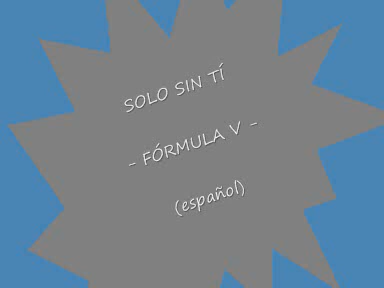 SOLO SIN TÍ
- FÓRMULA V -
(español)